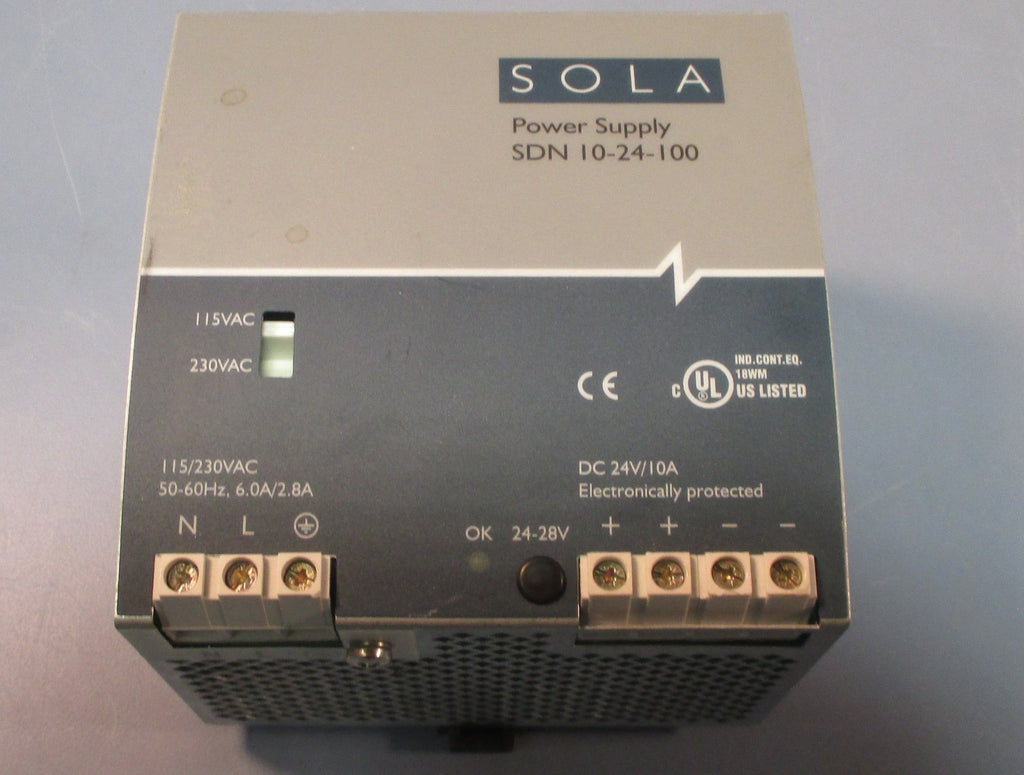 SOLA
Power Supply
SDN 10-24-100
115VAC
230VAC
CE
IND.CONT.EQ.
18WM
C UL ® US LISTED
115/230VAC
50-60Hz, 6.0A/2.8A
N L
DC 24V/10A
Electronically protected
OK 24-28V
+ + - -